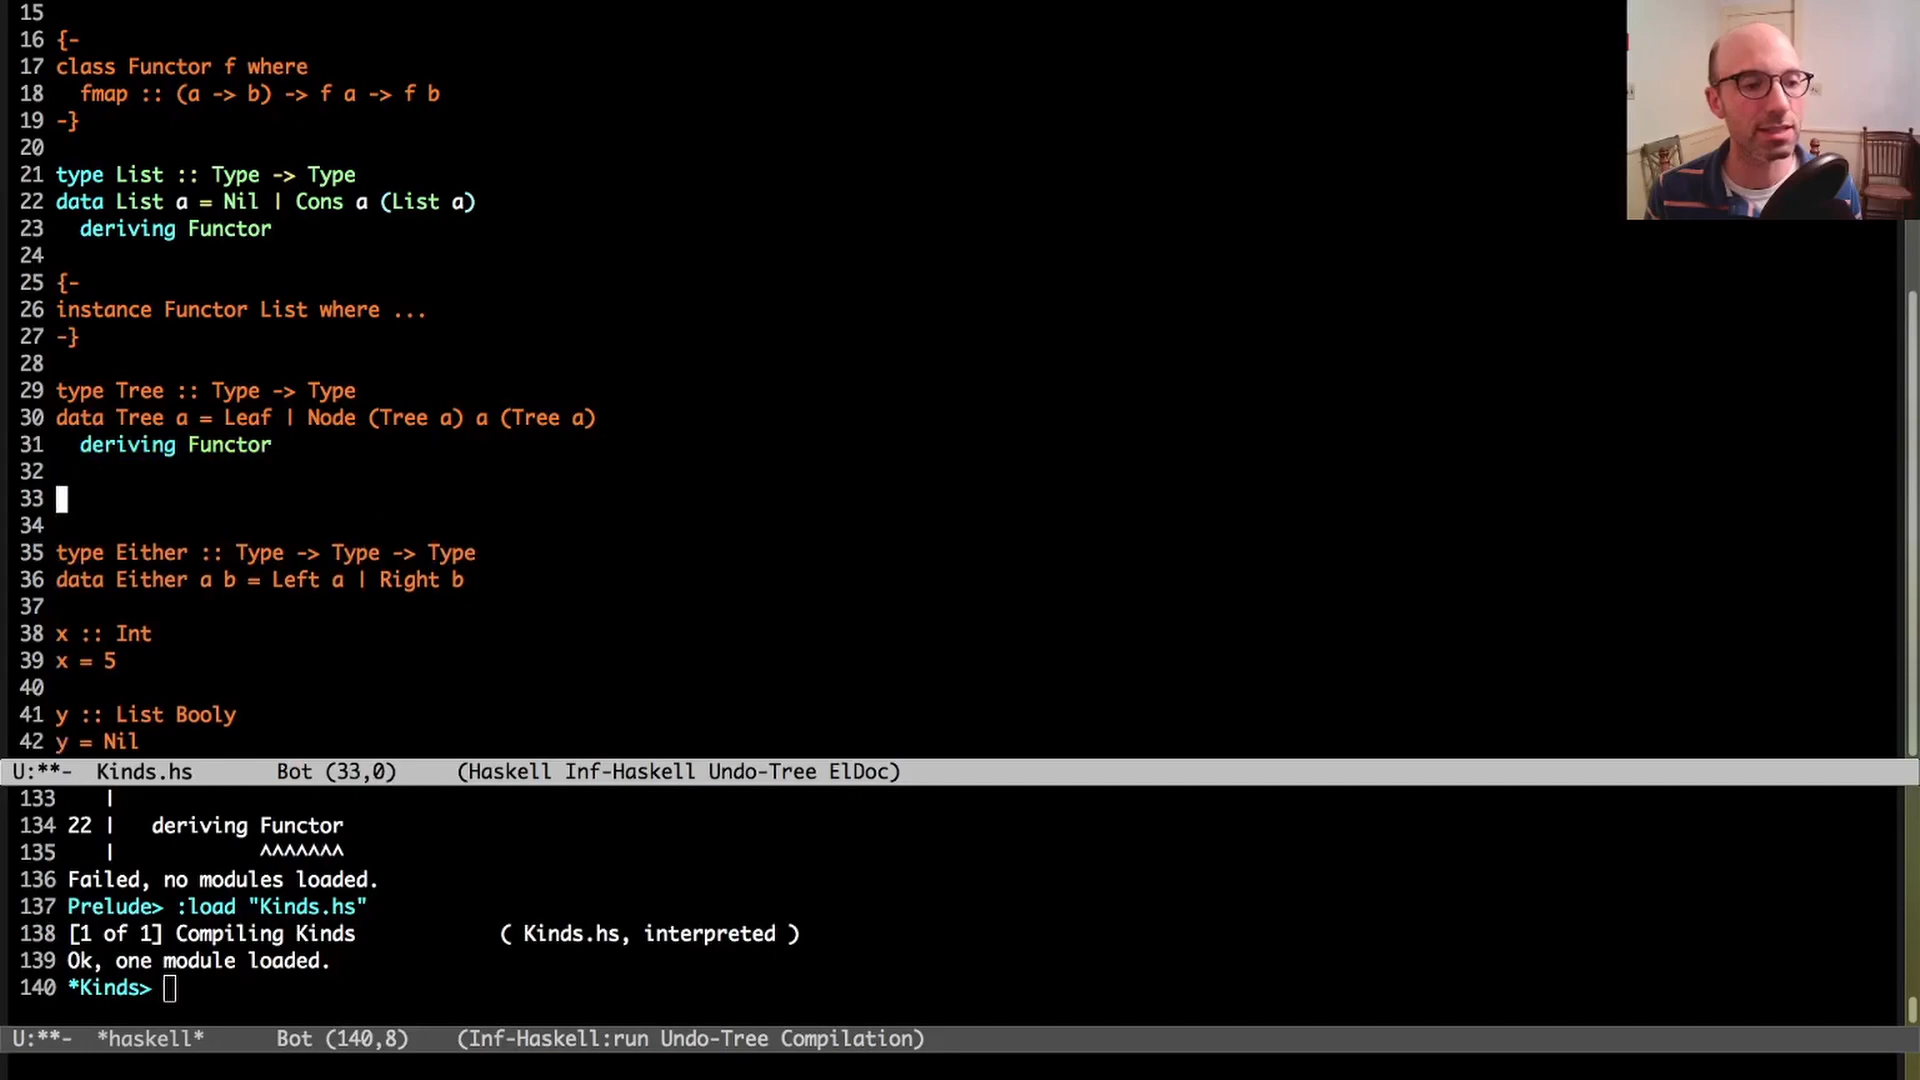 15
16 {-
17 class Functor f where
18   fmap :: (a -> b) -> f a -> f b
19 -}
20
21 type List :: Type -> Type
22 data List a = Nil | Cons a (List a)
23   deriving Functor
24
25 {-
26 instance Functor List where ...
27 -}
28
29 type Tree :: Type -> Type
30 data Tree a = Leaf | Node (Tree a) a (Tree a)
31   deriving Functor
32
33
34
35 type Either :: Type -> Type -> Type
36 data Either a b = Left a | Right b
37
38 x :: Int
39 x = 5
40
41 y :: List Booly
42 y = Nil
U:**-  Kinds.hs       Bot (33,0)     (Haskell Inf-Haskell Undo-Tree ElDoc)
133    |
134 22 |   deriving Functor
135    |            ^^^^^^^
136 Failed, no modules loaded.
137 Prelude> :load "Kinds.hs"
138 [1 of 1] Compiling Kinds            ( Kinds.hs, interpreted )
139 Ok, one module loaded.
140 *Kinds>
U:**-  *haskell*      Bot (140,8)    (Inf-Haskell:run Undo-Tree Compilation)